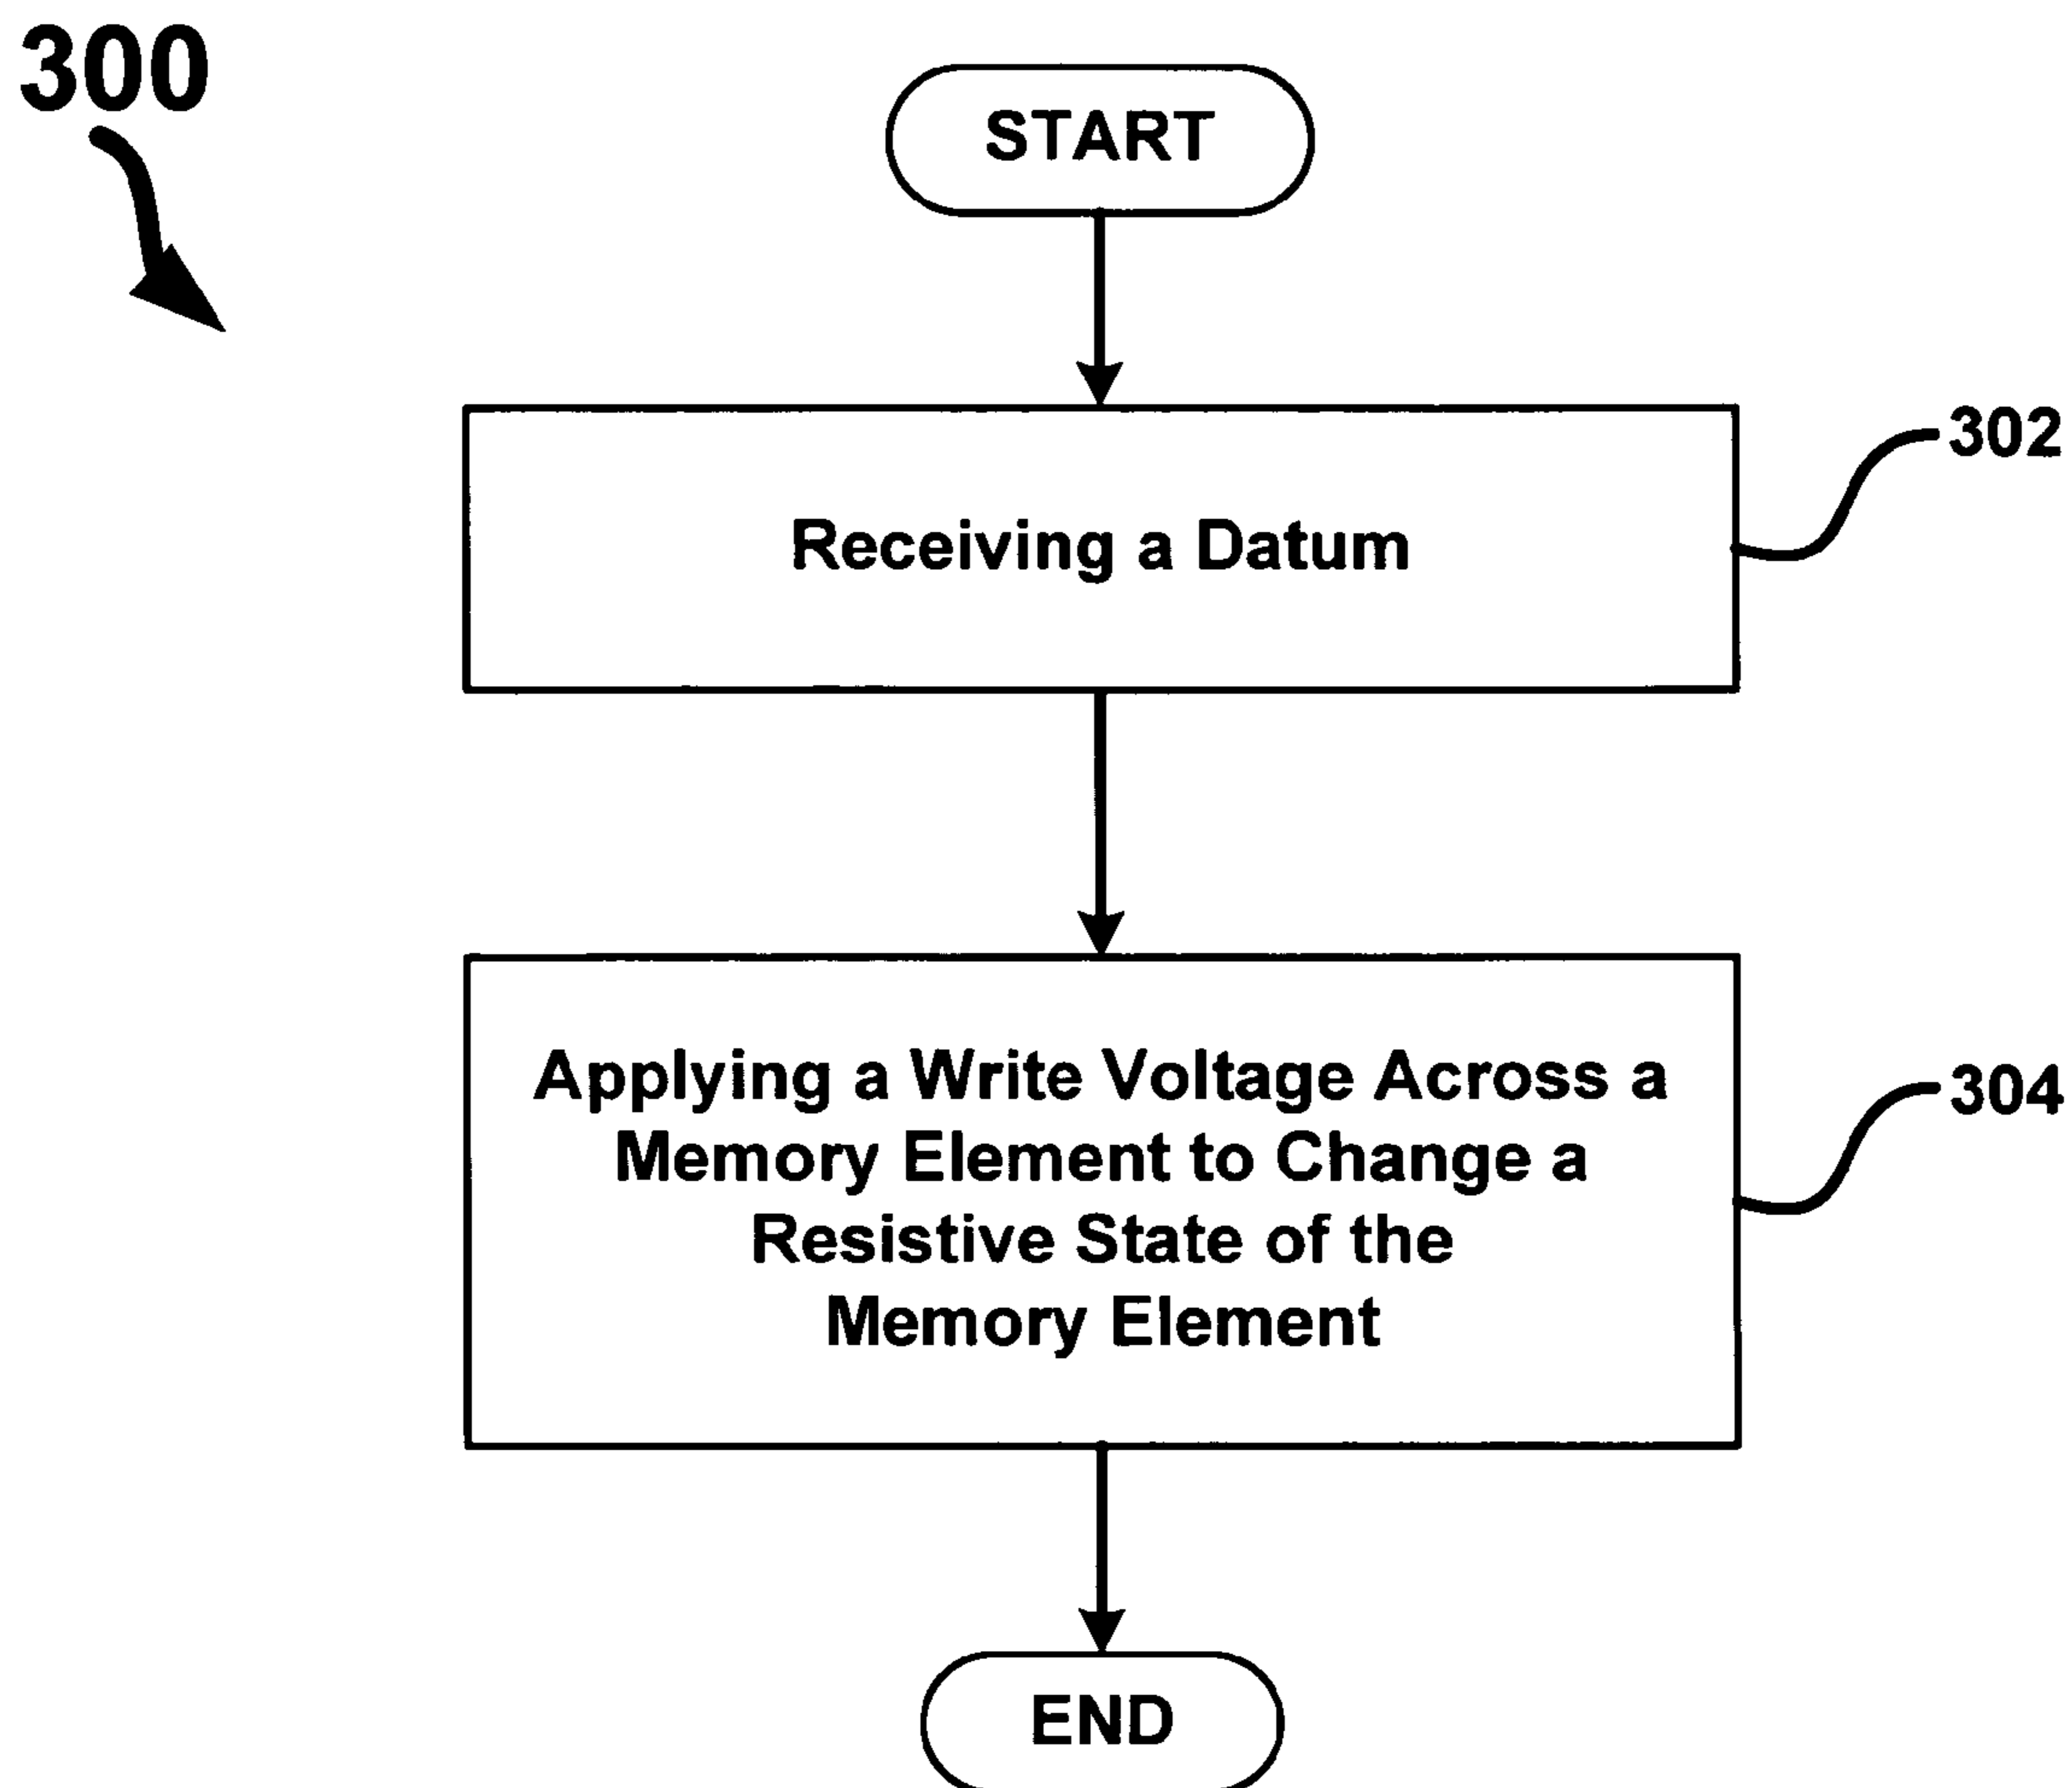 300
START
302
Receiving a Datum
304
Applying a Write Voltage Across a
Memory Element to Change a
Resistive State of the
Memory Element
END